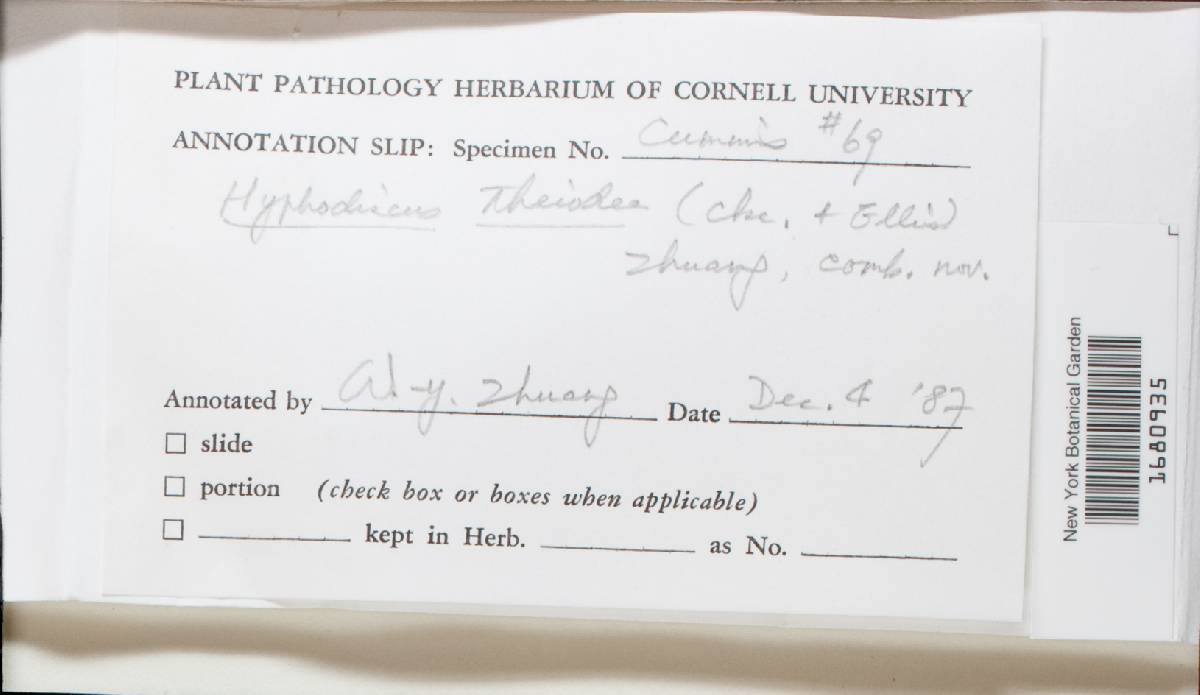 PLANT PATHOLOGY HERBARIUM OF CORNELL UNIVERSITY
ANNOTATION SLIP: Specimen No. Cummins #69
Hyphodiscus theiodea (Cke. & Ellis)
Zhuang, comb. nov.
Annotated by W-y. Zhuang Date Dec. 4 '87
☐ slide
☐ portion (check box or boxes when applicable)
☐ kept in Herb. as No.
New York Botanical Garden
1680935